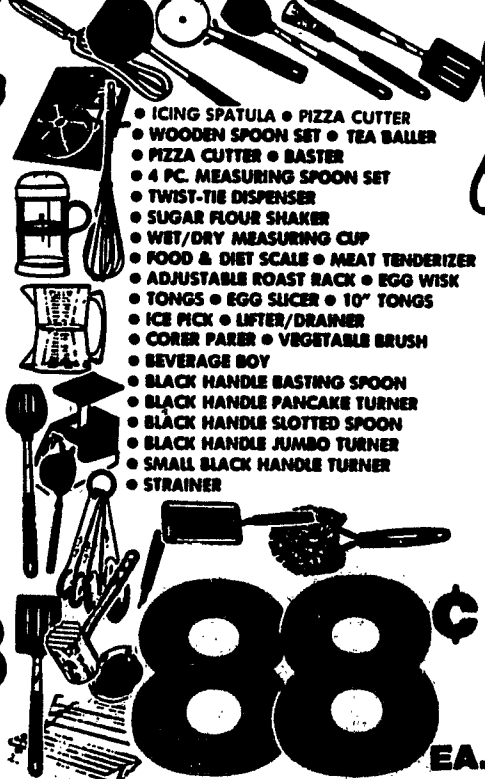 ● ICING SPATULA ● PIZZA CUTTER
● WOODEN SPOON SET ● TEA BALLER
● PIZZA CUTTER ● BASTER
● 4 PC. MEASURING SPOON SET
● TWIST-TIE DISPENSER
● SUGAR FLOUR SHAKER
● WET/DRY MEASURING CUP
● FOOD & DIET SCALE ● MEAT TENDERIZER
● ADJUSTABLE ROAST RACK ● EGG WISK
● TONGS ● EGG SLICER ● 10" TONGS
● ICE PICK ● LIFTER/DRAINER
● CORER PARER ● VEGETABLE BRUSH
● BEVERAGE BOY
● BLACK HANDLE BASTING SPOON
● BLACK HANDLE PANCAKE TURNER
● BLACK HANDLE SLOTTED SPOON
● BLACK HANDLE JUMBO TURNER
● SMALL BLACK HANDLE TURNER
● STRAINER
88¢
EA.